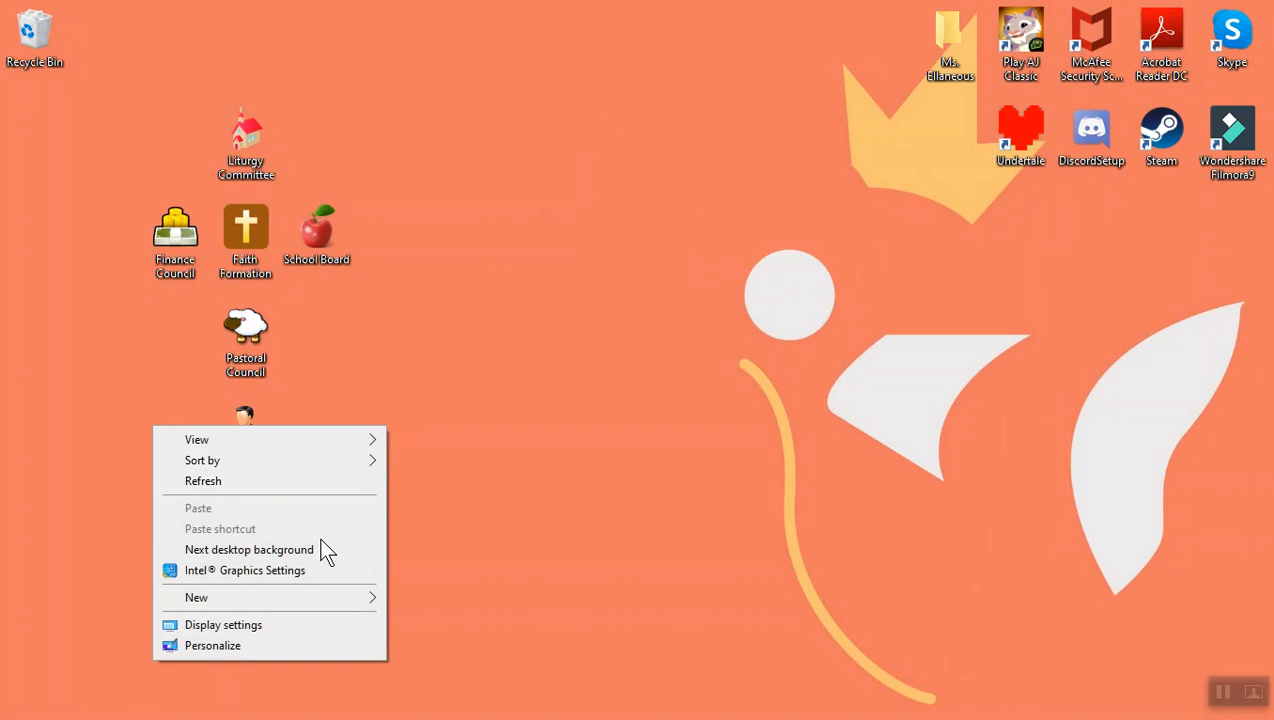 Recycle Bin
Ms.
Ellaneous
Play AJ
Classic
McAfee
Security Sc...
Acrobat
Reader DC
Skype
Undertale
DiscordSetup
Steam
Wondershare
Filmora9
Liturgy
Committee
Finance
Council
Faith
Formation
School Board
Pastoral
Council
View
Sort by
Refresh
Paste
Paste shortcut
Next desktop background
Intel® Graphics Settings
New
Display settings
Personalize